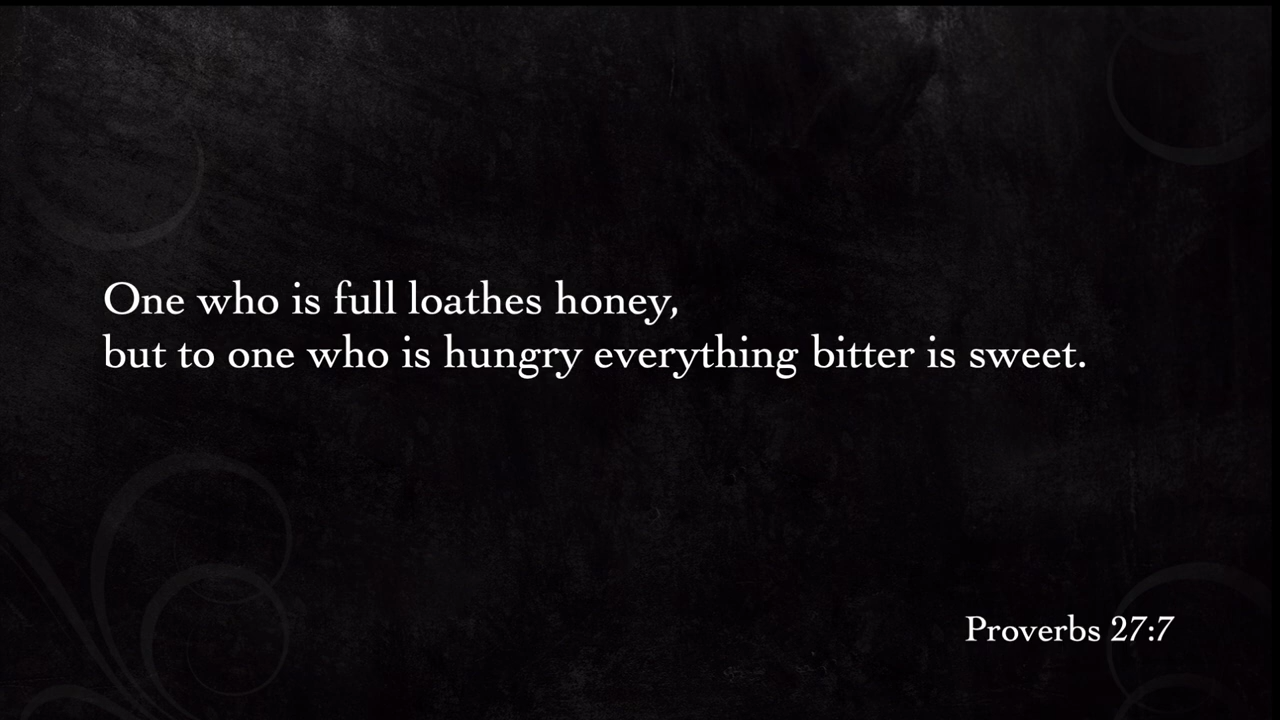 One who is full loathes honey,
but to one who is hungry everything bitter is sweet.
Proverbs 27:7